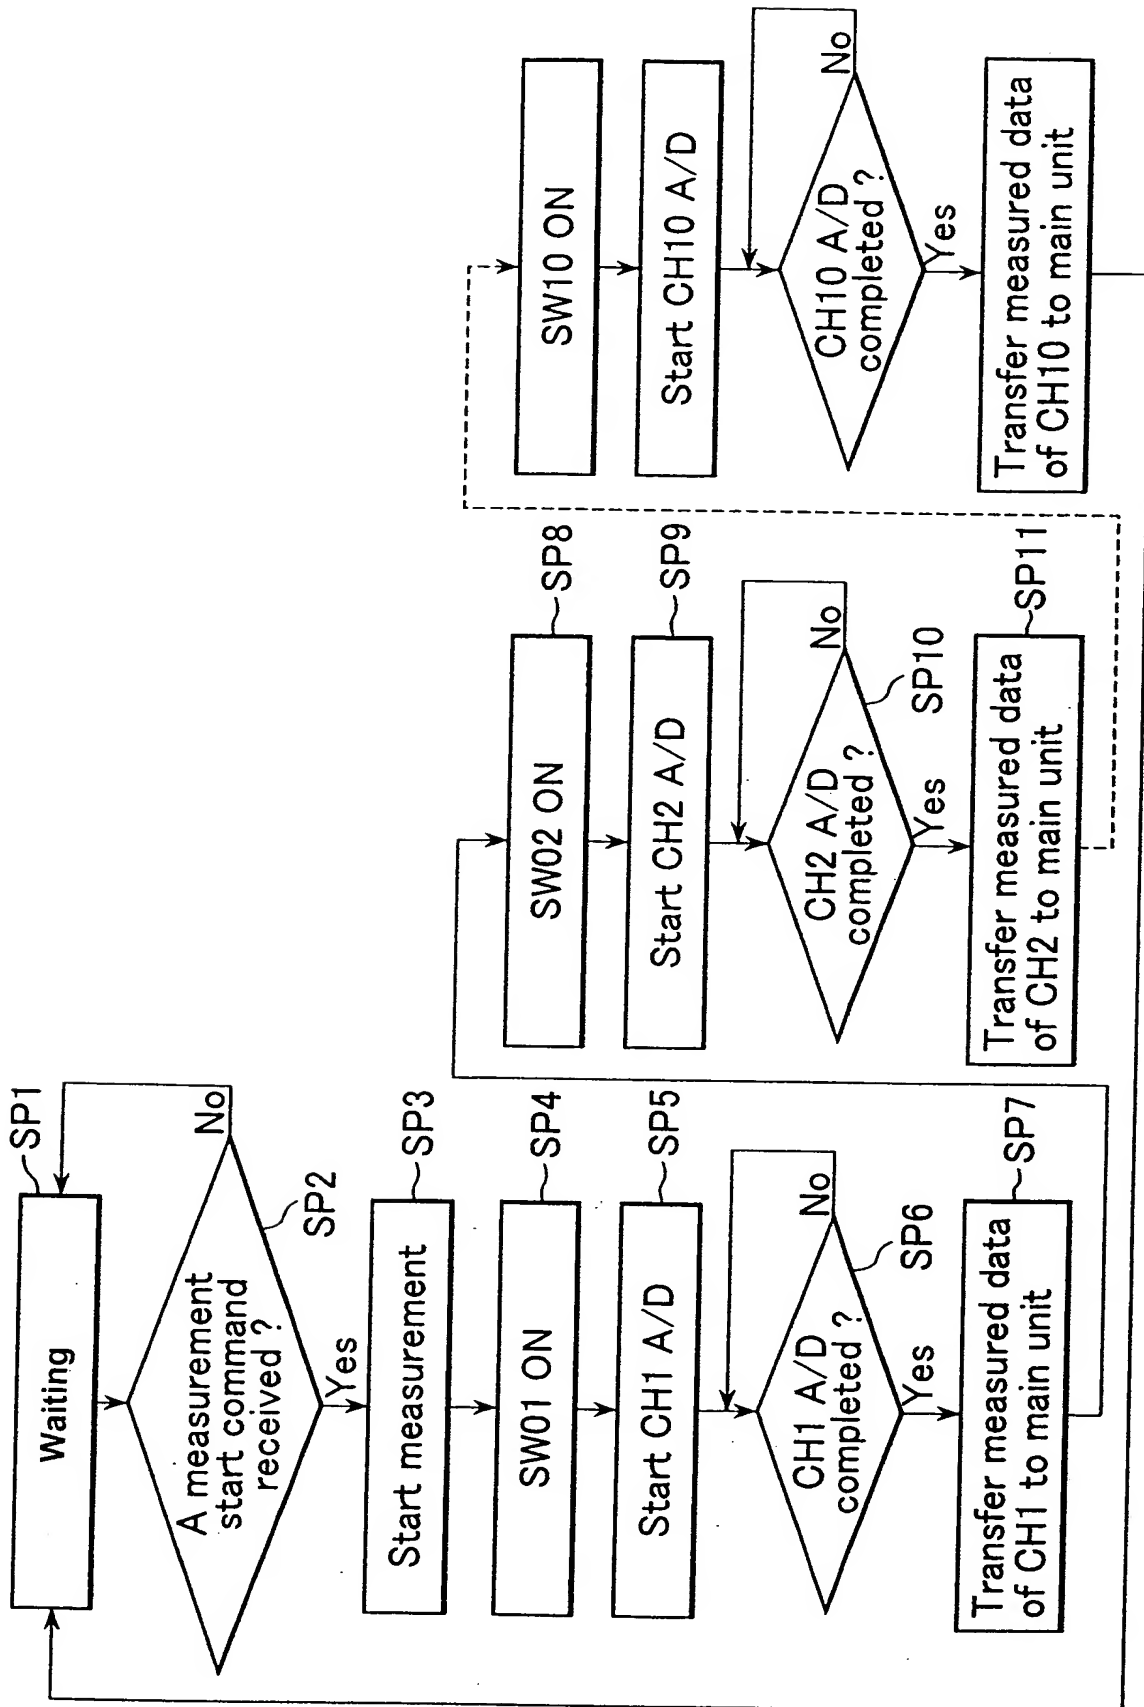 SP1
Waiting
No
A measurement
start command
received ?
SP2
Yes
SP3
Start measurement
SP4
SW01 ON
SP5
Start CH1 A/D
No
CH1 A/D
completed ?
SP6
Yes
SP7
Transfer measured data
of CH1 to main unit
SP8
SW02 ON
SP9
Start CH2 A/D
No
CH2 A/D
completed ?
SP10
Yes
SP11
Transfer measured data
of CH2 to main unit
SW10 ON
Start CH10 A/D
No
CH10 A/D
completed ?
Yes
Transfer measured data
of CH10 to main unit